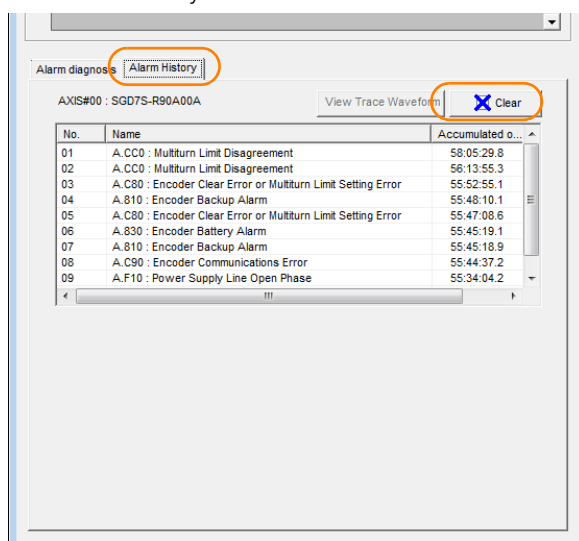 Alarm diagnosis Alarm History
AXIS#00 : SGD7S-R90A00A View Trace Waveform Clear
No. Name Accumulated o...
01 A.CC0 : Multiturn Limit Disagreement 58:05:29.8
02 A.CC0 : Multiturn Limit Disagreement 56:13:55.3
03 A.C80 : Encoder Clear Error or Multiturn Limit Setting Error 55:52:55.1
04 A.810 : Encoder Backup Alarm 55:48:10.1
05 A.C80 : Encoder Clear Error or Multiturn Limit Setting Error 55:47:08.6
06 A.830 : Encoder Battery Alarm 55:45:19.1
07 A.810 : Encoder Backup Alarm 55:45:18.9
08 A.C90 : Encoder Communications Error 55:44:37.2
09 A.F10 : Power Supply Line Open Phase 55:34:04.2